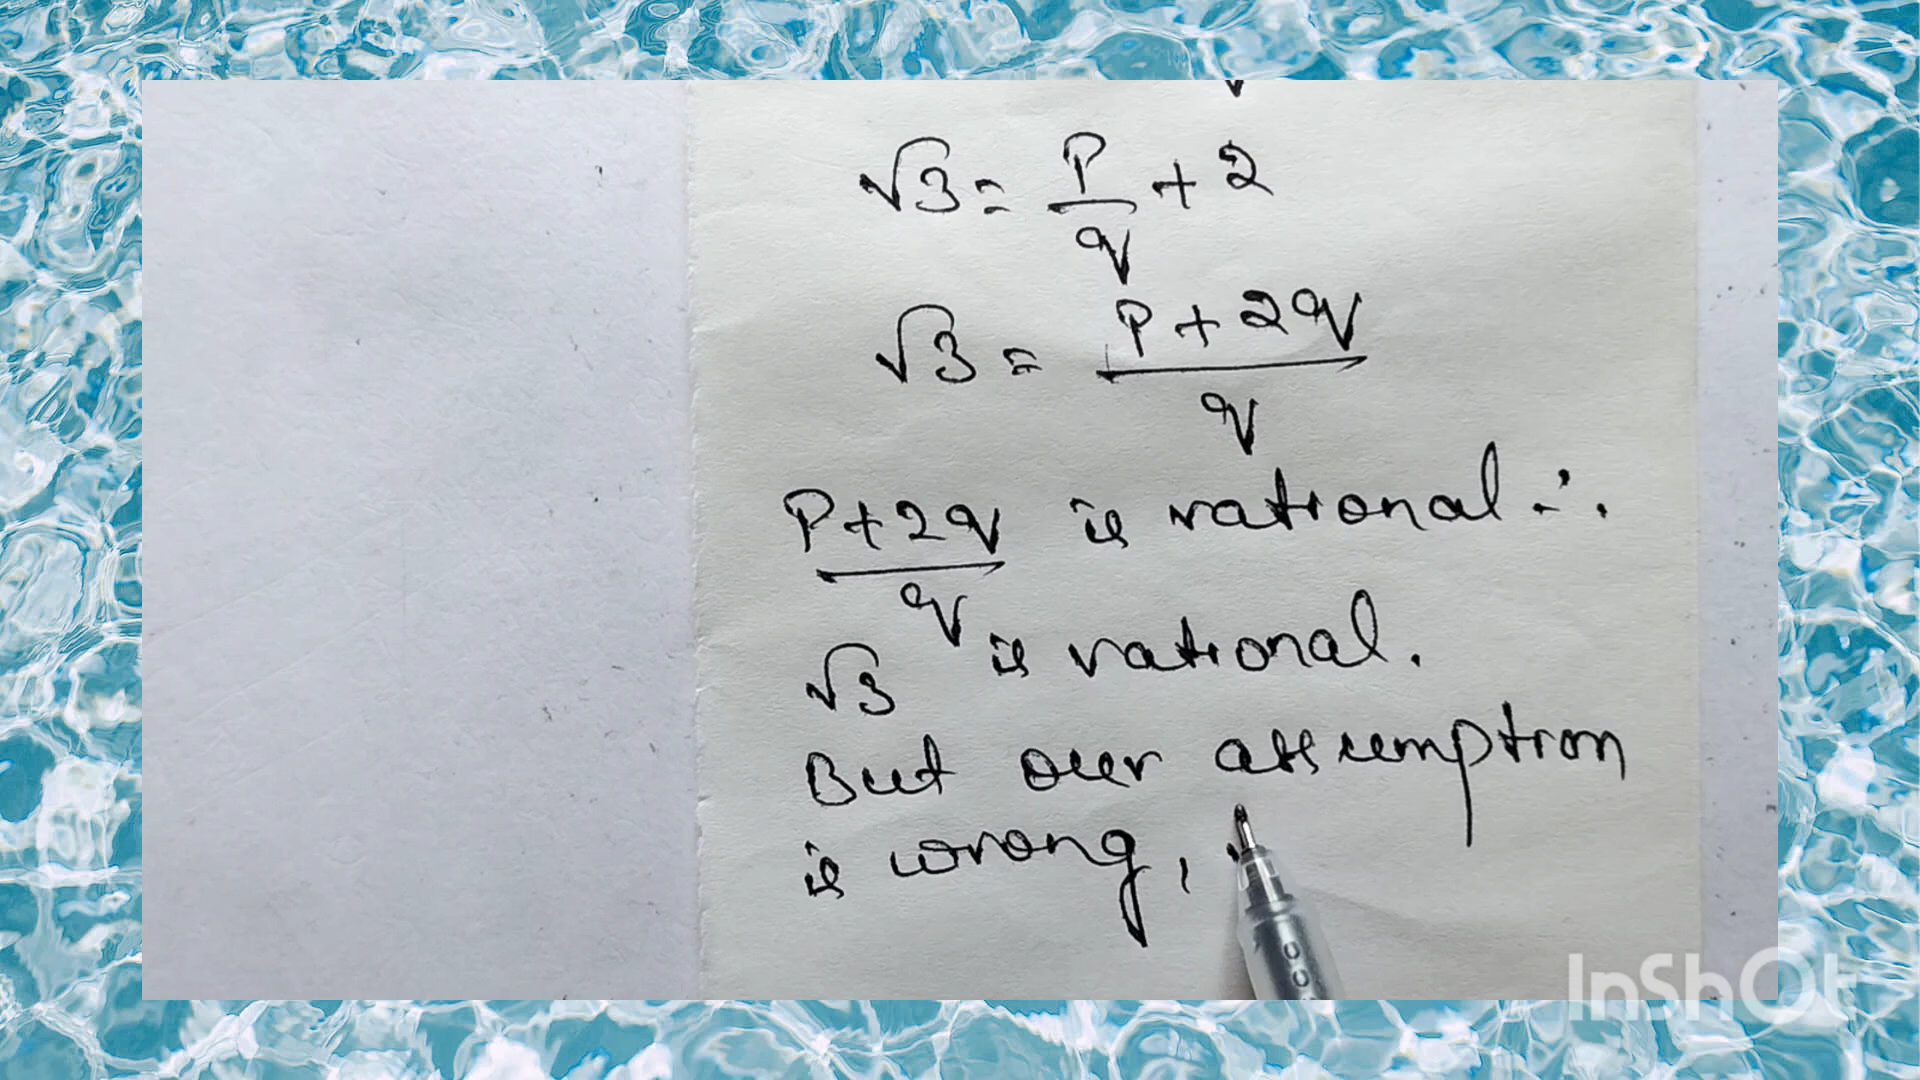 √3 = P/q + 2
√3 = P + 2q/q
P + 2q/q is rational ∴
√3 is rational.
But our assumption
is wrong,
InShot